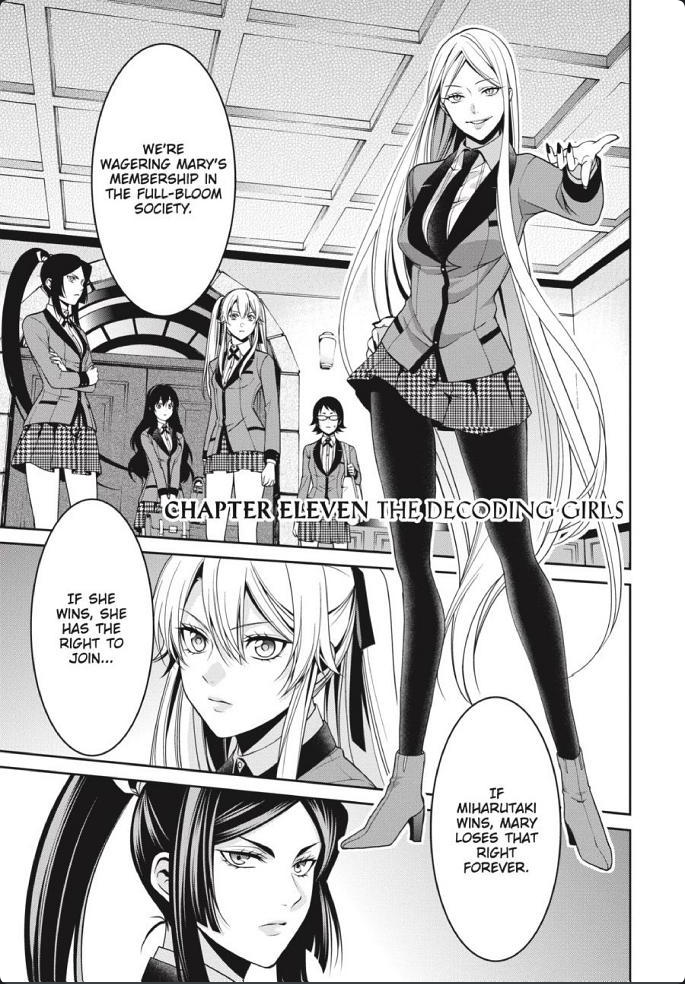 WE'RE
WAGERING MARY'S
MEMBERSHIP IN
THE FULL-BLOOM
SOCIETY.
CHAPTER ELEVEN THE DECODING GIRLS
IF SHE
WINS, SHE
HAS THE
RIGHT TO
JOIN...
IF
MIHARUTAKI
WINS, MARY
LOSES THAT
RIGHT
FOREVER.